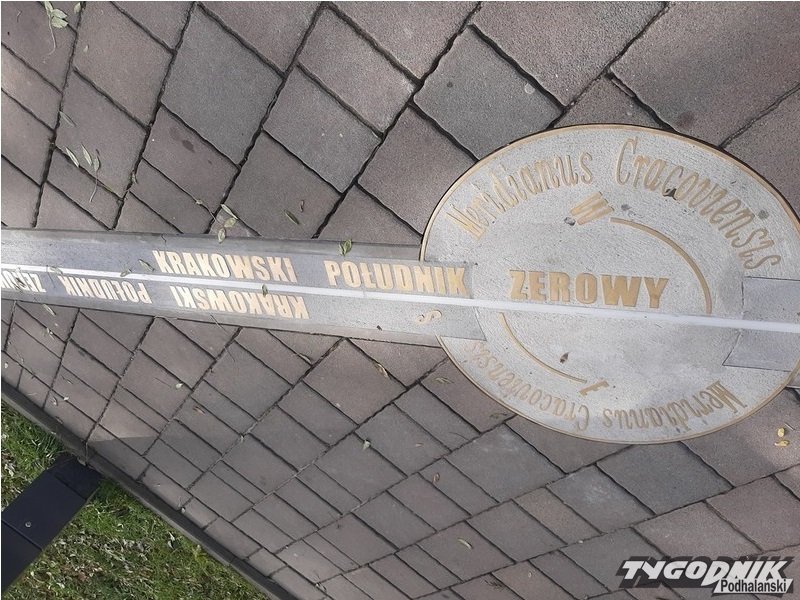 Meridianus Cracoviensis
W
KRAKOWSKI POŁUDNIK ZEROWY
KRAKOWSKI POŁUDNIK
S
Meridianus Cracoviensis
TYGODNIK
Podhalański